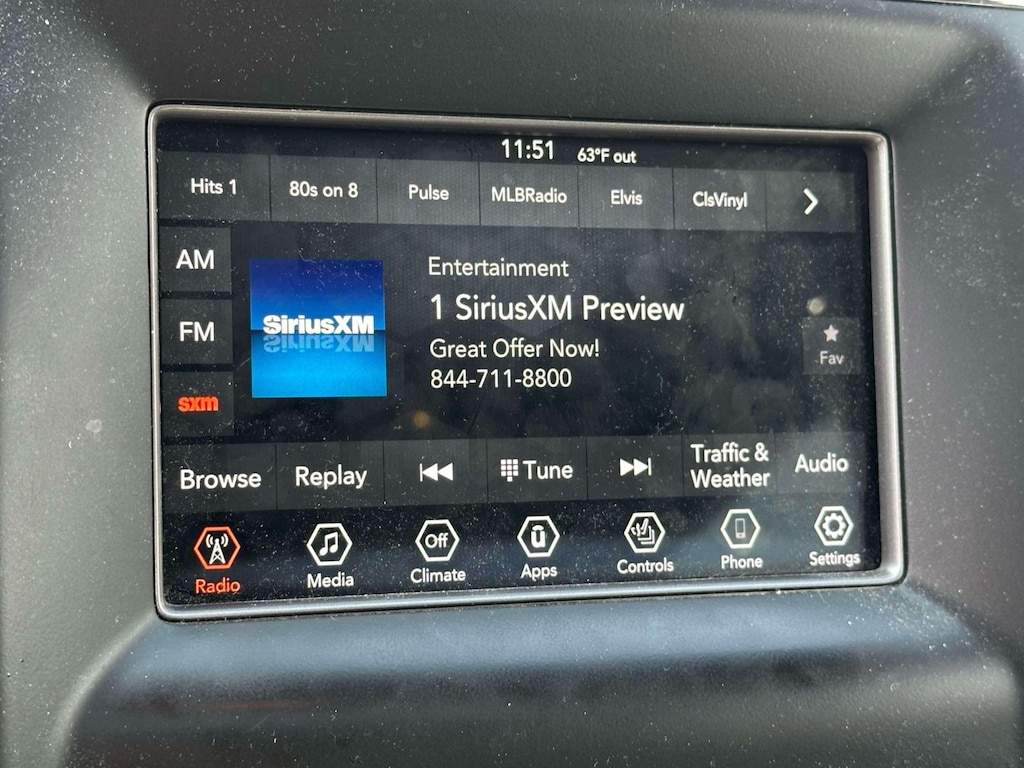 11:51 63°F out
Hits 1 80s on 8 Pulse MLBRadio Elvis ClsVinyl
AM
FM
sxm
SiriusXM
Entertainment
1 SiriusXM Preview
Great Offer Now!
844-711-8800
Fav
Browse Replay Tune Traffic & Weather Audio
Radio Media Off Climate Apps Controls Phone Settings